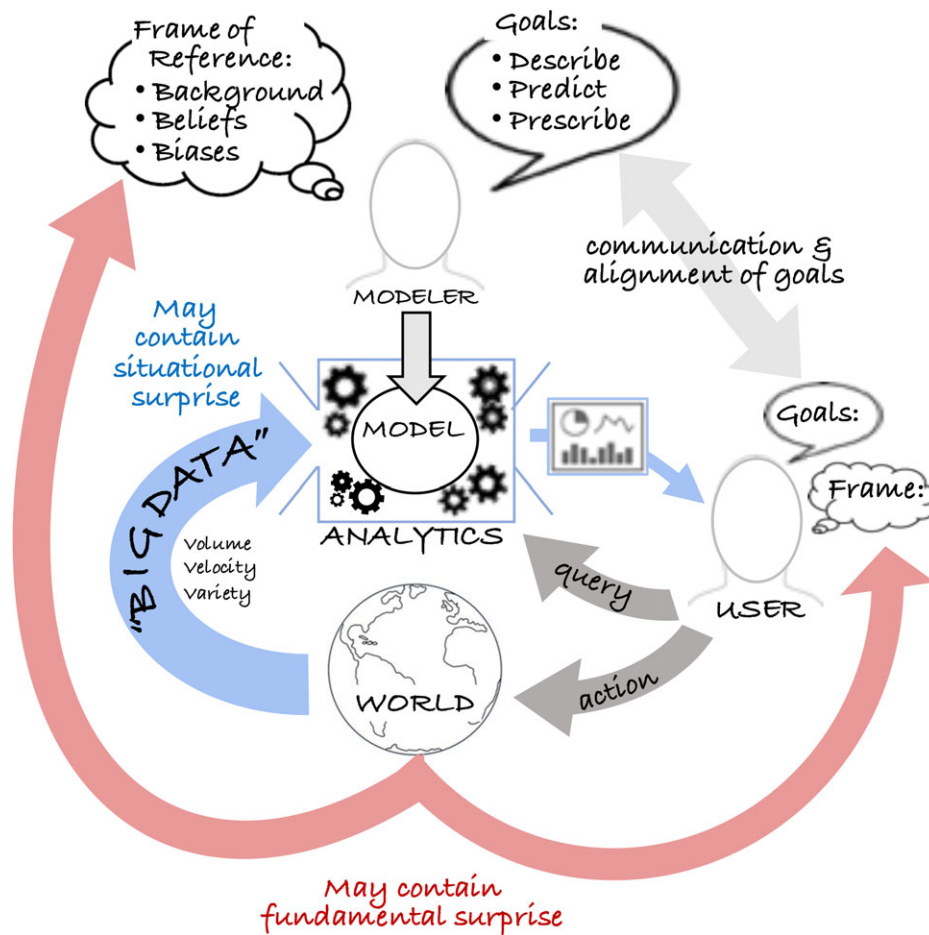 Frame of
Reference:
• Background
• Beliefs
• Biases
Goals:
• Describe
• Predict
• Prescribe
communication &
alignment of goals
MODELER
May
contain
situational
surprise
MODEL
ANALYTICS
"BIG DATA"
Volume
Velocity
Variety
Goals:
Frame:
USER
query
action
WORLD
May contain
fundamental surprise